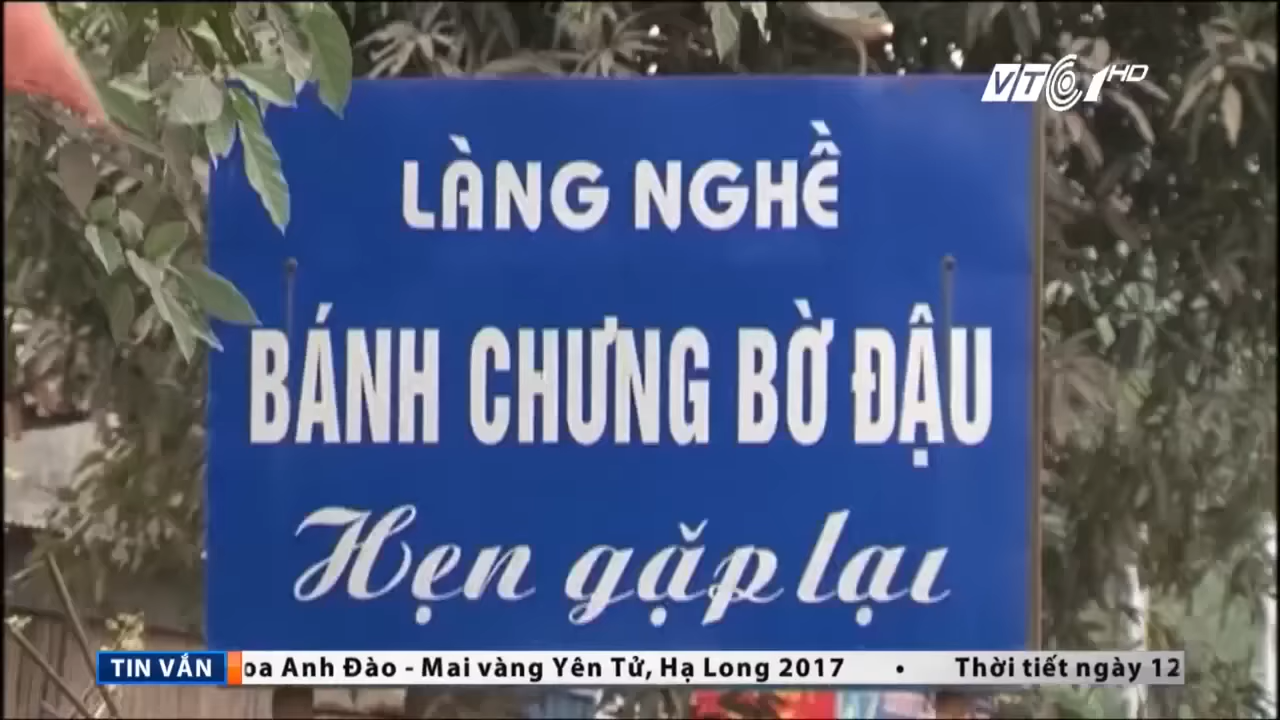 VTC1 HD
LÀNG NGHỀ
BÁNH CHƯNG BỜ ĐẬU
Hẹn gặp lại
TIN VẮN
Anh Đào - Mai vàng Yên Tử, Hạ Long 2017 • Thời tiết ngày 12